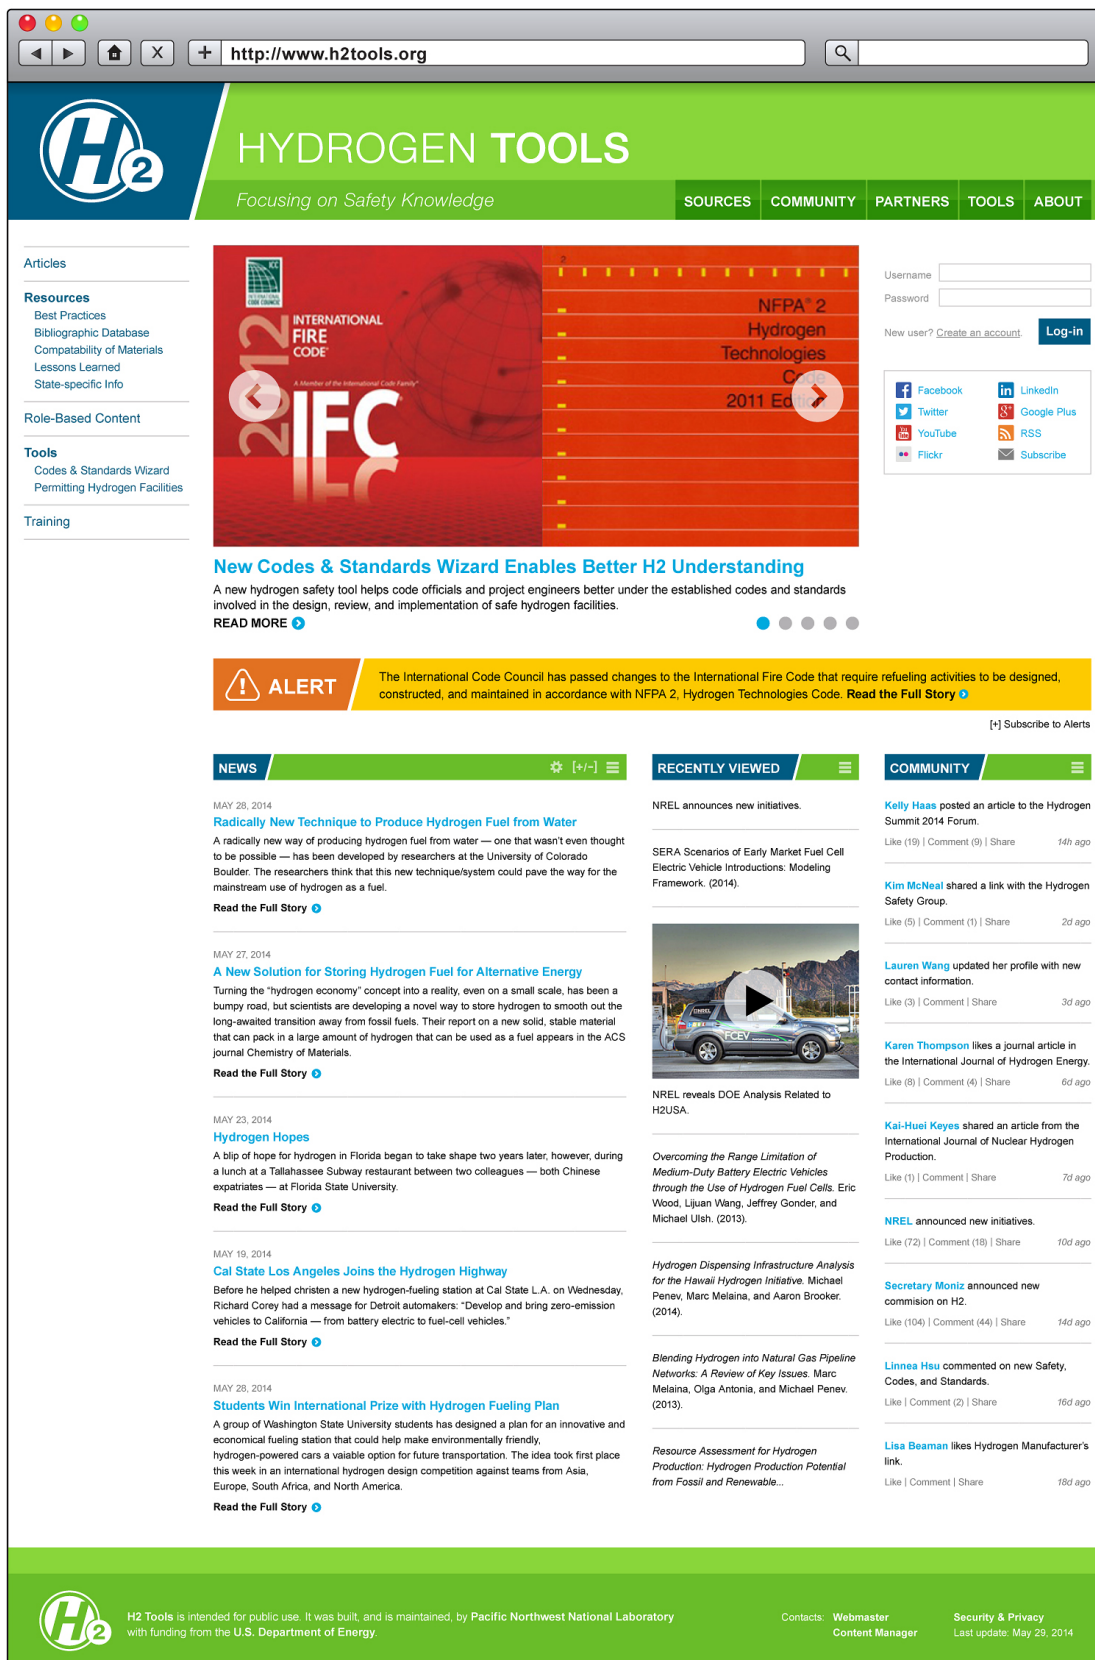 X
+
http://www.h2tools.org
H2
HYDROGEN TOOLS
Focusing on Safety Knowledge
SOURCES
COMMUNITY
PARTNERS
TOOLS
ABOUT
Articles
Resources
Best Practices
Bibliographic Database
Compatability of Materials
Lessons Learned
State-specific Info
Role-Based Content
Tools
Codes & Standards Wizard
Permitting Hydrogen Facilities
Training
ICC
INTERNATIONAL
CODE COUNCIL
2012
INTERNATIONAL
FIRE
CODE®
A Member of the International Code Family®
IFC
2
NFPA® 2
Hydrogen
Technologies
Code
2011 Edition
New Codes & Standards Wizard Enables Better H2 Understanding
A new hydrogen safety tool helps code officials and project engineers better under the established codes and standards
involved in the design, review, and implementation of safe hydrogen facilities.
READ MORE
Username
Password
New user? Create an account.
Log-in
Facebook
LinkedIn
Twitter
Google Plus
YouTube
RSS
Flickr
Subscribe
ALERT
The International Code Council has passed changes to the International Fire Code that require refueling activities to be designed,
constructed, and maintained in accordance with NFPA 2, Hydrogen Technologies Code. Read the Full Story
[+] Subscribe to Alerts
NEWS
[+/-]
MAY 28, 2014
Radically New Technique to Produce Hydrogen Fuel from Water
A radically new way of producing hydrogen fuel from water — one that wasn't even thought
to be possible — has been developed by researchers at the University of Colorado
Boulder. The researchers think that this new technique/system could pave the way for the
mainstream use of hydrogen as a fuel.
Read the Full Story
MAY 27, 2014
A New Solution for Storing Hydrogen Fuel for Alternative Energy
Turning the “hydrogen economy” concept into a reality, even on a small scale, has been a
bumpy road, but scientists are developing a novel way to store hydrogen to smooth out the
long-awaited transition away from fossil fuels. Their report on a new solid, stable material
that can pack in a large amount of hydrogen that can be used as a fuel appears in the ACS
journal Chemistry of Materials.
Read the Full Story
MAY 23, 2014
Hydrogen Hopes
A blip of hope for hydrogen in Florida began to take shape two years later, however, during
a lunch at a Tallahassee Subway restaurant between two colleagues — both Chinese
expatriates — at Florida State University.
Read the Full Story
MAY 19, 2014
Cal State Los Angeles Joins the Hydrogen Highway
Before he helped christen a new hydrogen-fueling station at Cal State L.A. on Wednesday,
Richard Corey had a message for Detroit automakers: “Develop and bring zero-emission
vehicles to California — from battery electric to fuel-cell vehicles.”
Read the Full Story
MAY 28, 2014
Students Win International Prize with Hydrogen Fueling Plan
A group of Washington State University students has designed a plan for an innovative and
economical fueling station that could help make environmentally friendly,
hydrogen-powered cars a vaiable option for future transportation. The idea took first place
this week in an international hydrogen design competition against teams from Asia,
Europe, South Africa, and North America.
Read the Full Story
RECENTLY VIEWED
NREL announces new initiatives.
SERA Scenarios of Early Market Fuel Cell
Electric Vehicle Introductions: Modeling
Framework. (2014).
NREL
FCEV
NREL reveals DOE Analysis Related to
H2USA.
Overcoming the Range Limitation of
Medium-Duty Battery Electric Vehicles
through the Use of Hydrogen Fuel Cells. Eric
Wood, Lijuan Wang, Jeffrey Gonder, and
Michael Ulsh. (2013).
Hydrogen Dispensing Infrastructure Analysis
for the Hawaii Hydrogen Initiative. Michael
Penev, Marc Melaina, and Aaron Brooker.
(2014).
Blending Hydrogen into Natural Gas Pipeline
Networks: A Review of Key Issues. Marc
Melaina, Olga Antonia, and Michael Penev.
(2013).
Resource Assessment for Hydrogen
Production: Hydrogen Production Potential
from Fossil and Renewable...
COMMUNITY
Kelly Haas posted an article to the Hydrogen
Summit 2014 Forum.
Like (19) | Comment (9) | Share 14h ago
Kim McNeal shared a link with the Hydrogen
Safety Group.
Like (5) | Comment (1) | Share 2d ago
Lauren Wang updated her profile with new
contact information.
Like (3) | Comment | Share 3d ago
Karen Thompson likes a journal article in
the International Journal of Hydrogen Energy.
Like (8) | Comment (4) | Share 6d ago
Kai-Huei Keyes shared an article from the
International Journal of Nuclear Hydrogen
Production.
Like (1) | Comment | Share 7d ago
NREL announced new initiatives.
Like (72) | Comment (18) | Share 10d ago
Secretary Moniz announced new
commision on H2.
Like (104) | Comment (44) | Share 14d ago
Linnea Hsu commented on new Safety,
Codes, and Standards.
Like | Comment (2) | Share 16d ago
Lisa Beaman likes Hydrogen Manufacturer's
link.
Like | Comment | Share 18d ago
H2
H2 Tools is intended for public use. It was built, and is maintained, by Pacific Northwest National Laboratory
with funding from the U.S. Department of Energy.
Contacts: Webmaster
Content Manager
Security & Privacy
Last update: May 29, 2014